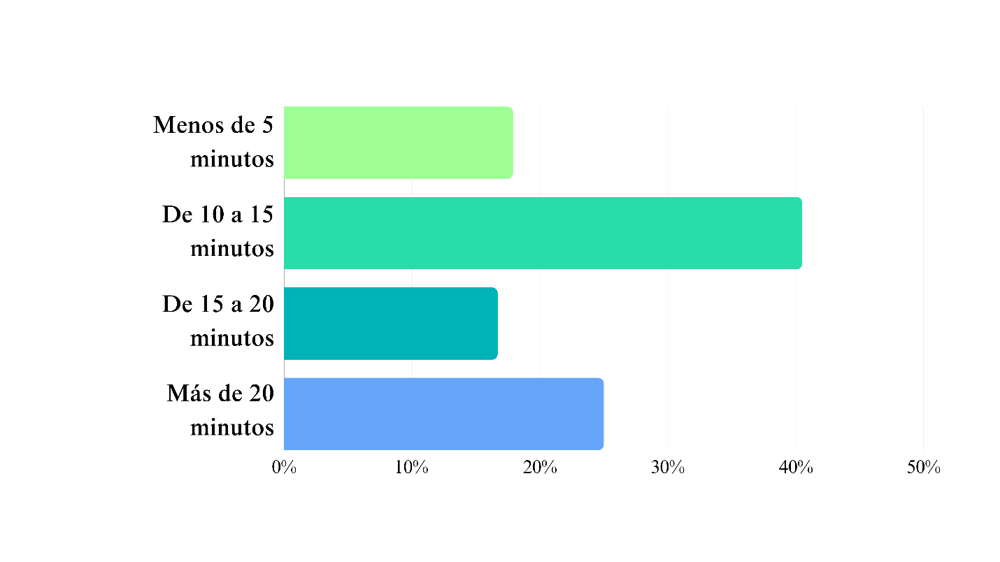 Menos de 5
minutos
De 10 a 15
minutos
De 15 a 20
minutos
Más de 20
minutos
0% 10% 20% 30% 40% 50%